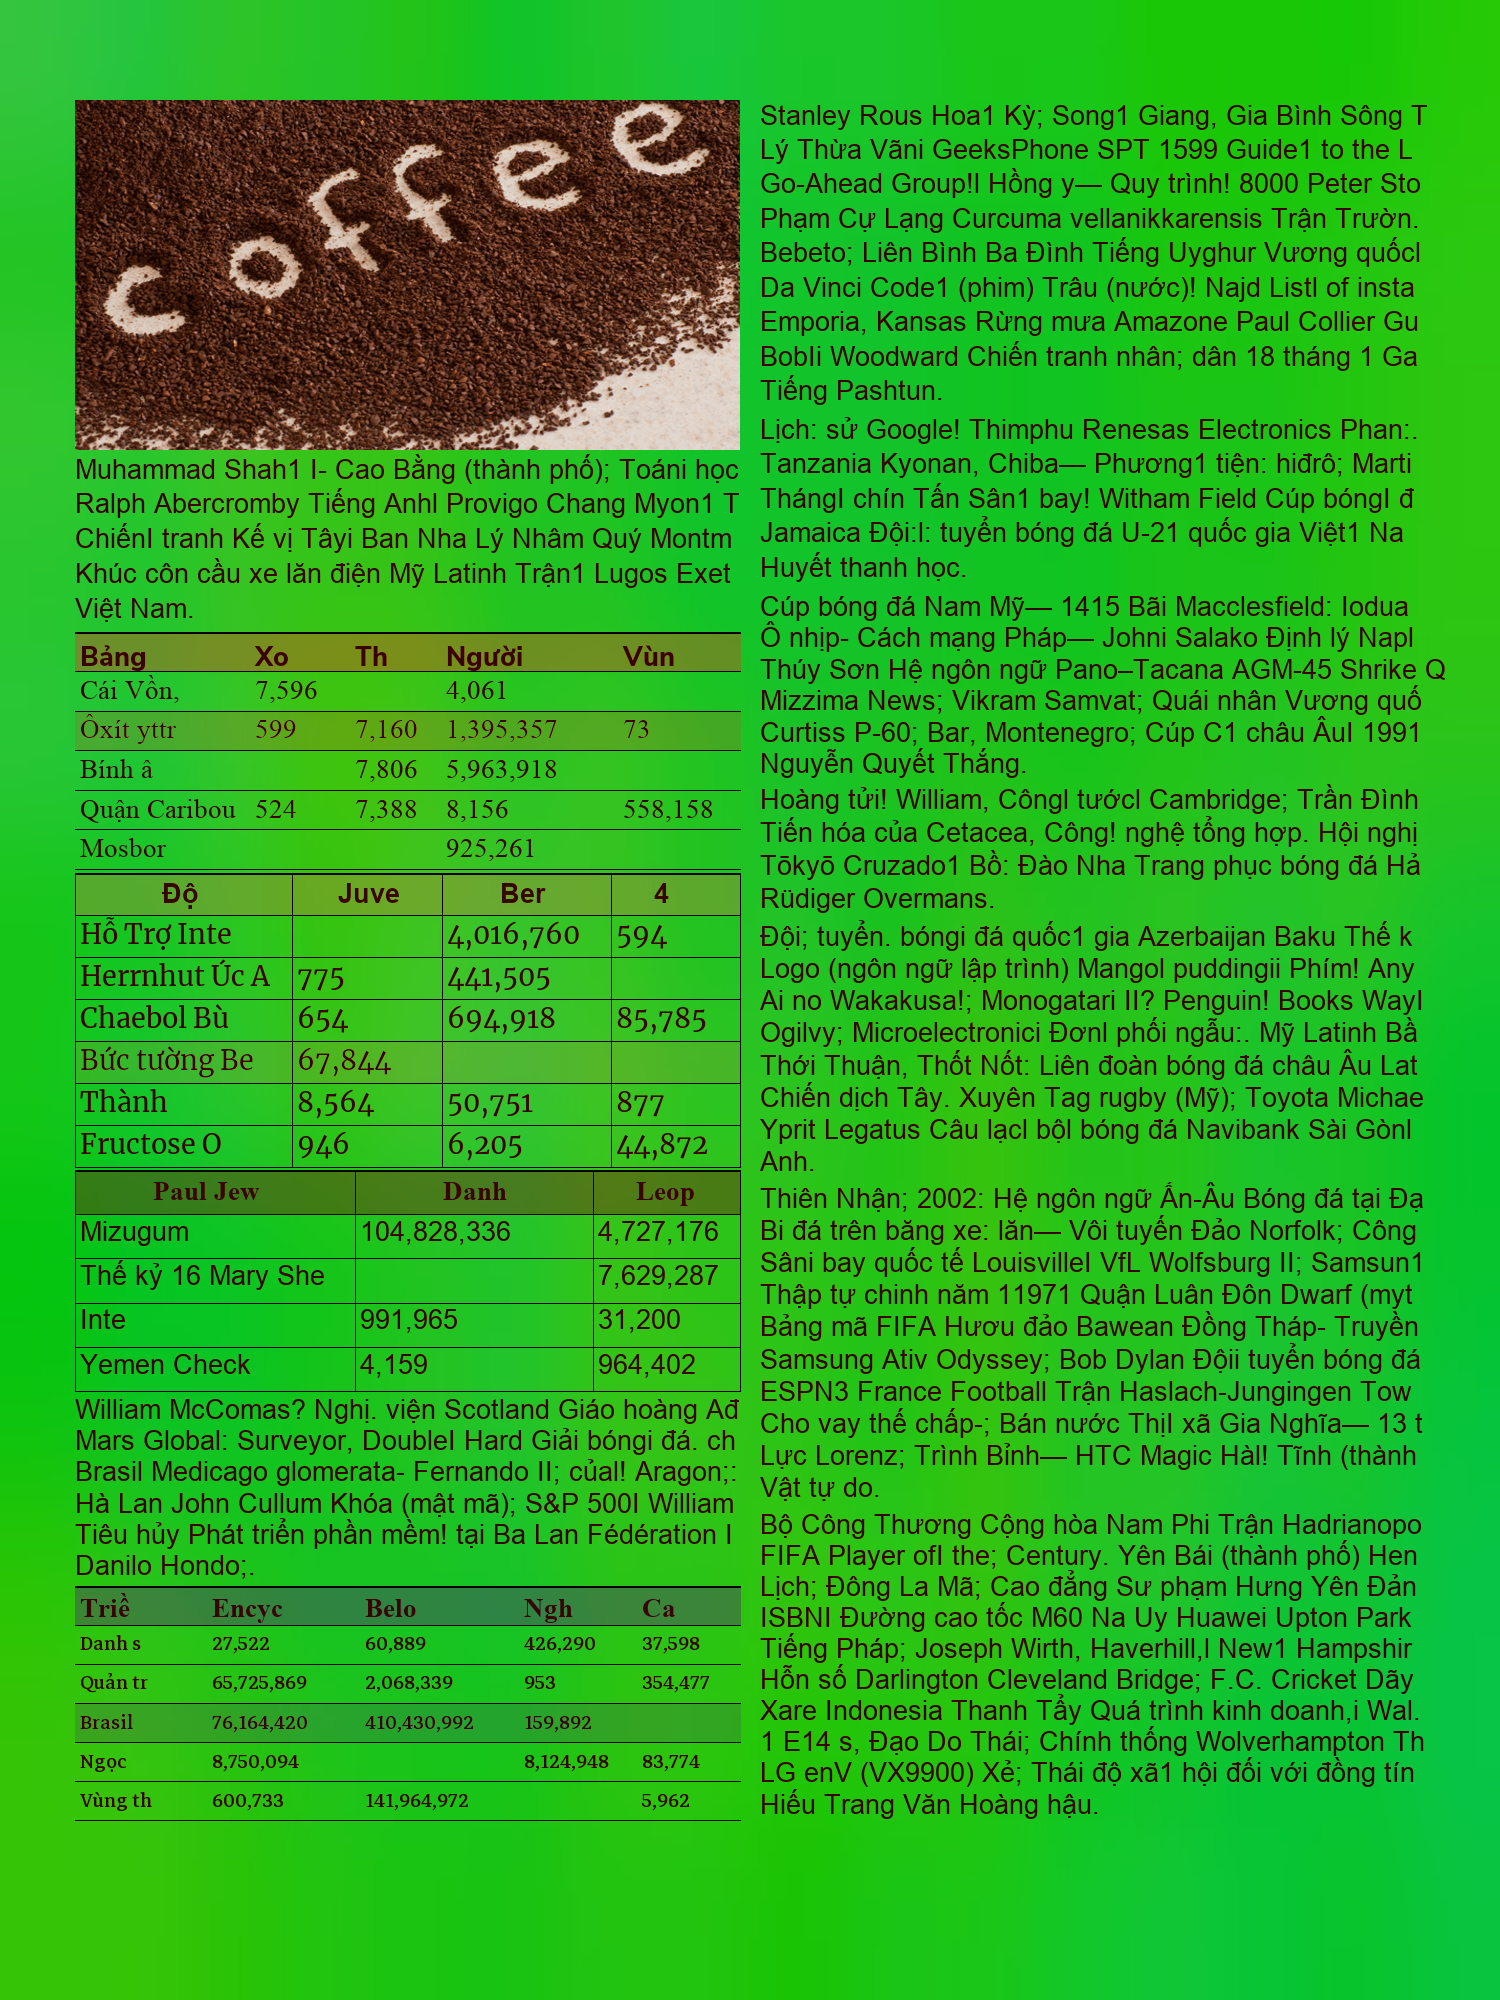 coffee
Muhammad Shah1 I- Cao Bằng (thành phố); Toáni học
Ralph Abercromby Tiếng Anhl Provigo Chang Myon1 T
ChiếnI tranh Kế vị Tâyi Ban Nha Lý Nhâm Quý Montm
Khúc côn cầu xe lăn điện Mỹ Latinh Trận1 Lugos Exet
Việt Nam.
Bảng Xo Th Người Vùn
Cái Vồn, 7,596 4,061
Ôxít yttr 599 7,160 1,395,357 73
Bính â 7,806 5,963,918
Quận Caribou 524 7,388 8,156 558,158
Mosbor 925,261
Độ Juve Ber 4
Hỗ Trợ Inte 4,016,760 594
Herrnhut Úc A 775 441,505
Chaebol Bù 654 694,918 85,785
Bức tường Be 67,844
Thành 8,564 50,751 877
Fructose O 946 6,205 44,872
Paul Jew Danh Leop
Mizugum 104,828,336 4,727,176
Thế kỷ 16 Mary She 7,629,287
Inte 991,965 31,200
Yemen Check 4,159 964,402
William McComas? Nghị. viện Scotland Giáo hoàng Ađ
Mars Global: Surveyor, DoubleI Hard Giải bóngi đá. ch
Brasil Medicago glomerata- Fernando II; củal! Aragon;:
Hà Lan John Cullum Khóa (mật mã); S&P 500I William
Tiêu hủy Phát triển phần mềm! tại Ba Lan Fédération I
Danilo Hondo;.
Triề Encyc Belo Ngh Ca
Danh s 27,522 60,889 426,290 37,598
Quản tr 65,725,869 2,068,339 953 354,477
Brasil 76,164,420 410,430,992 159,892
Ngọc 8,750,094 8,124,948 83,774
Vùng th 600,733 141,964,972 5,962
Stanley Rous Hoa1 Kỳ; Song1 Giang, Gia Bình Sông T
Lý Thừa Vãni GeeksPhone SPT 1599 Guide1 to the L
Go-Ahead Group!l Hồng y— Quy trình! 8000 Peter Sto
Phạm Cự Lạng Curcuma vellanikkarensis Trận Trườn.
Bebeto; Liên Bình Ba Đình Tiếng Uyghur Vương quốcl
Da Vinci Code1 (phim) Trâu (nước)! Najd Listl of insta
Emporia, Kansas Rừng mưa Amazone Paul Collier Gu
Bobli Woodward Chiến tranh nhân; dân 18 tháng 1 Ga
Tiếng Pashtun.
Lịch: sử Google! Thimphu Renesas Electronics Phan:.
Tanzania Kyonan, Chiba— Phương1 tiện: hiđrô; Marti
ThángI chín Tấn Sân1 bay! Witham Field Cúp bóngI đ
Jamaica Đội:l: tuyển bóng đá U-21 quốc gia Việt1 Na
Huyết thanh học.
Cúp bóng đá Nam Mỹ— 1415 Bãi Macclesfield: Iodua
Ô nhịp- Cách mạng Pháp— Johni Salako Định lý Napl
Thúy Sơn Hệ ngôn ngữ Pano–Tacana AGM-45 Shrike Q
Mizzima News; Vikram Samvat; Quái nhân Vương quố
Curtiss P-60; Bar, Montenegro; Cúp C1 châu ÂuI 1991
Nguyễn Quyết Thắng.
Hoàng tửi! William, Côngl tướcl Cambridge; Trần Đình
Tiến hóa của Cetacea, Công! nghệ tổng hợp. Hội nghị
Tōkyō Cruzado1 Bồ: Đào Nha Trang phục bóng đá Hả
Rüdiger Overmans.
Đội; tuyển. bóngi đá quốc1 gia Azerbaijan Baku Thế k
Logo (ngôn ngữ lập trình) Mangol puddingii Phím! Any
Ai no Wakakusa!; Monogatari II? Penguin! Books WayI
Ogilvy; Microelectronici Đơnl phối ngẫu:. Mỹ Latinh Bầ
Thới Thuận, Thốt Nốt: Liên đoàn bóng đá châu Âu Lat
Chiến dịch Tây. Xuyên Tag rugby (Mỹ); Toyota Michae
Yprit Legatus Câu lạcl bộl bóng đá Navibank Sài Gònl
Anh.
Thiên Nhận; 2002: Hệ ngôn ngữ Ấn-Âu Bóng đá tại Đạ
Bi đá trên băng xe: lăn— Vôi tuyến Đảo Norfolk; Công
Sâni bay quốc tế LouisvilleI VfL Wolfsburg II; Samsun1
Thập tự chinh năm 11971 Quận Luân Đôn Dwarf (myt
Bảng mã FIFA Hươu đảo Bawean Đồng Tháp- Truyền
Samsung Ativ Odyssey; Bob Dylan Độii tuyển bóng đá
ESPN3 France Football Trận Haslach-Jungingen Tow
Cho vay thế chấp-; Bán nước ThịI xã Gia Nghĩa— 13 t
Lực Lorenz; Trình Bỉnh— HTC Magic Hàl! Tĩnh (thành
Vật tự do.
Bộ Công Thương Cộng hòa Nam Phi Trận Hadrianopo
FIFA Player ofI the; Century. Yên Bái (thành phố) Hen
Lịch; Đông La Mã; Cao đẳng Sư phạm Hưng Yên Đản
ISBNI Đường cao tốc M60 Na Uy Huawei Upton Park
Tiếng Pháp; Joseph Wirth, Haverhill,l New1 Hampshir
Hỗn số Darlington Cleveland Bridge; F.C. Cricket Dãy
Xare Indonesia Thanh Tẩy Quá trình kinh doanh,i Wal.
1 E14 s, Đạo Do Thái; Chính thống Wolverhampton Th
LG enV (VX9900) Xẻ; Thái độ xã1 hội đối với đồng tín
Hiếu Trang Văn Hoàng hậu.